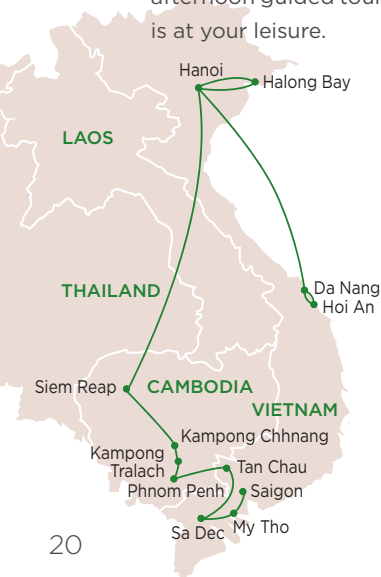 afternoon guided tour
is at your leisure.
Hanoi
Halong Bay
LAOS
THAILAND
Da Nang
Hoi An
Siem Reap
CAMBODIA
VIETNAM
Kampong Chhnang
Kampong
Tralach
Tan Chau
Phnom Penh
Saigon
Sa Dec
My Tho
20